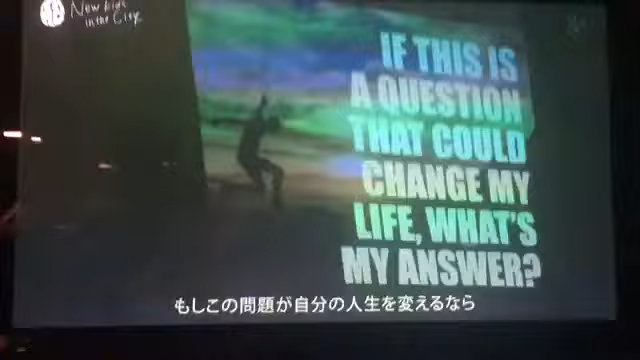 New Kids
in the City
IF THIS IS
A QUESTION
THAT COULD
CHANGE MY
LIFE, WHAT'S
MY ANSWER?
もしこの問題が自分の人生を変えるなら